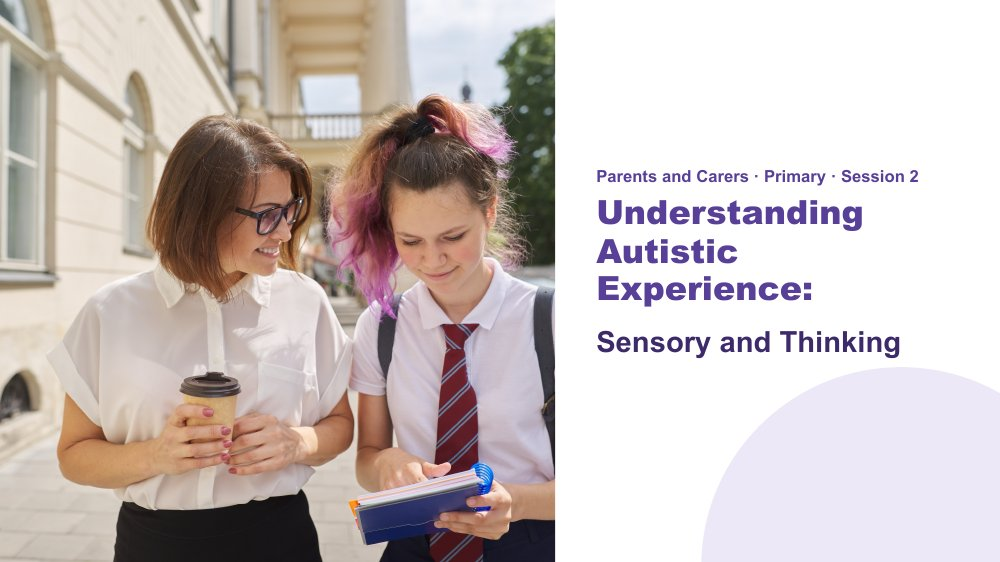 Parents and Carers · Primary · Session 2
Understanding
Autistic
Experience:
Sensory and Thinking